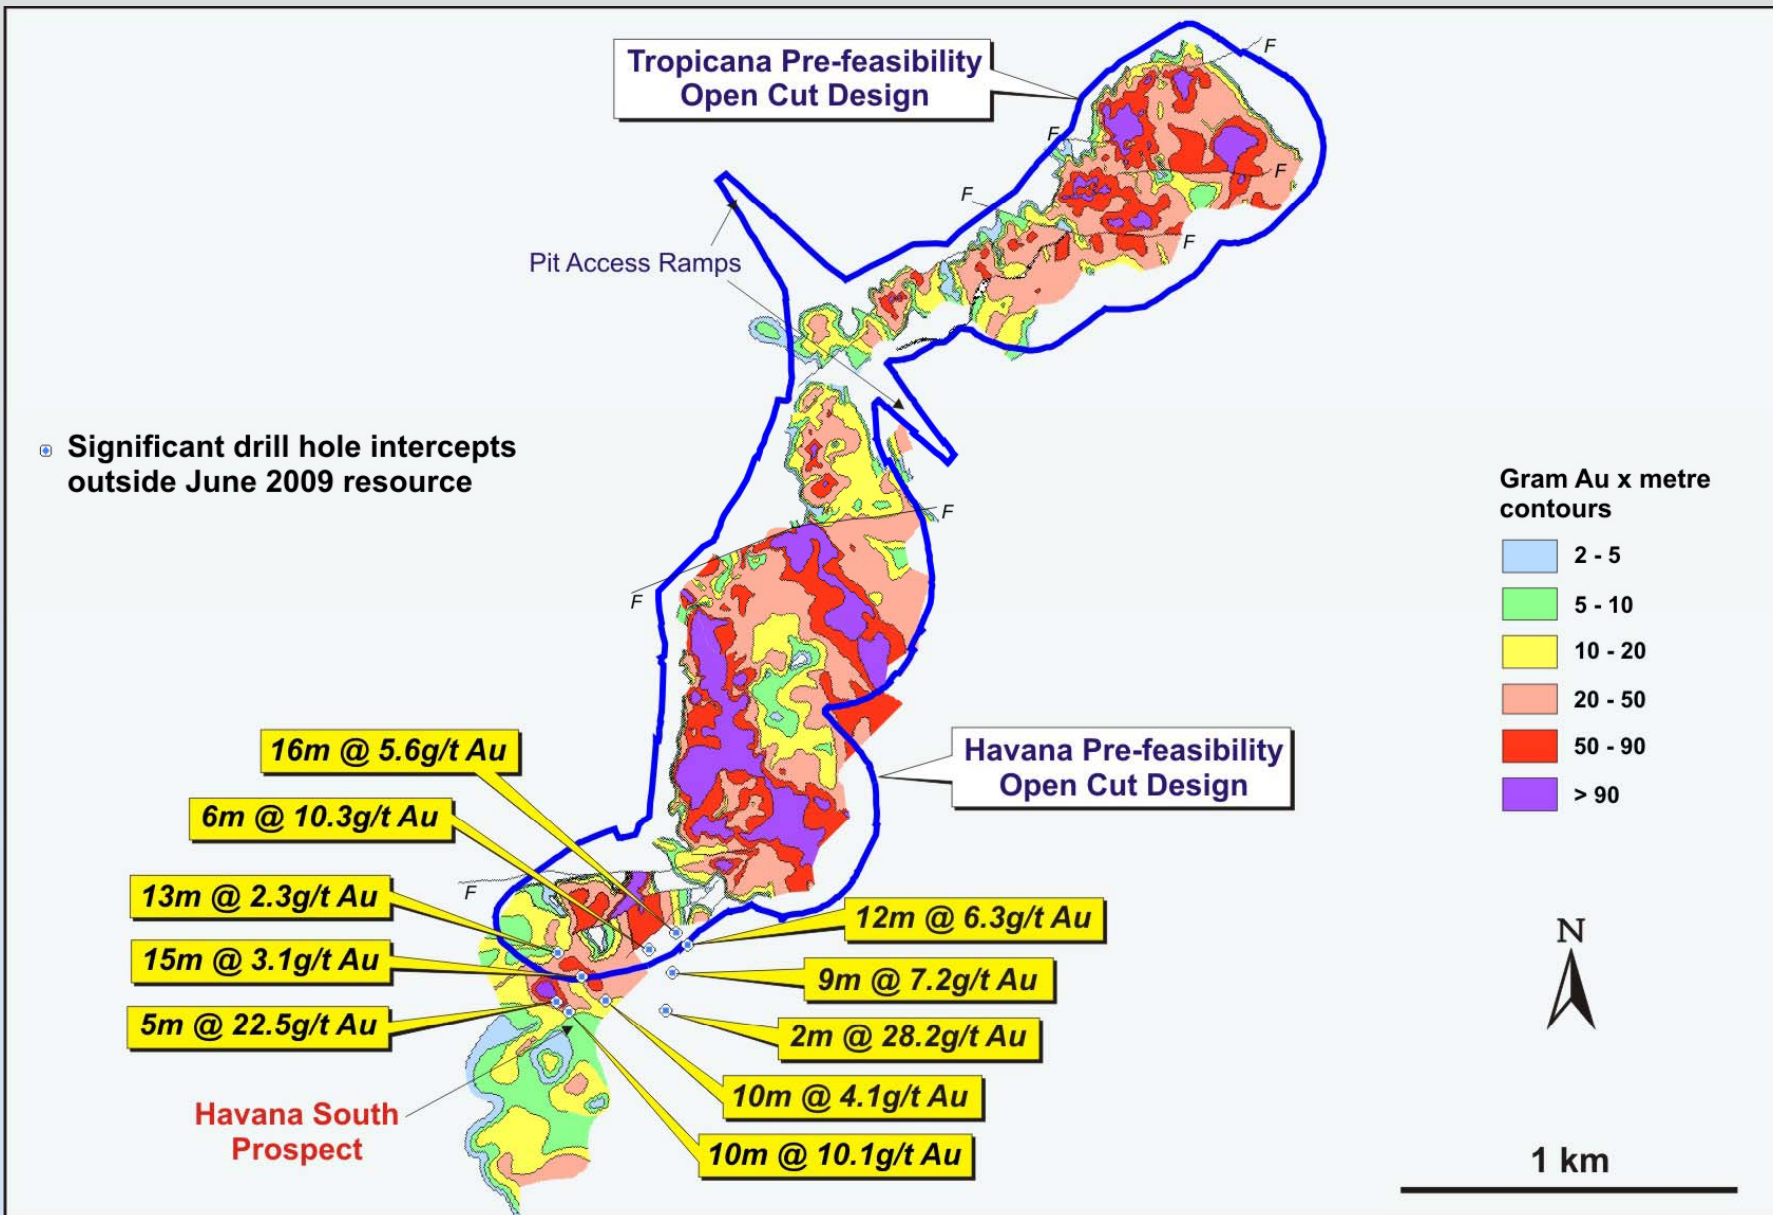 Tropicana Pre-feasibility
Open Cut Design
F
F
F
F
F
Pit Access Ramps
Significant drill hole intercepts
outside June 2009 resource
Gram Au x metre
contours
2 - 5
5 - 10
10 - 20
20 - 50
50 - 90
> 90
F
F
16m @ 5.6g/t Au
Havana Pre-feasibility
Open Cut Design
6m @ 10.3g/t Au
F
13m @ 2.3g/t Au
12m @ 6.3g/t Au
15m @ 3.1g/t Au
9m @ 7.2g/t Au
5m @ 22.5g/t Au
2m @ 28.2g/t Au
10m @ 4.1g/t Au
Havana South
Prospect
10m @ 10.1g/t Au
N
1 km